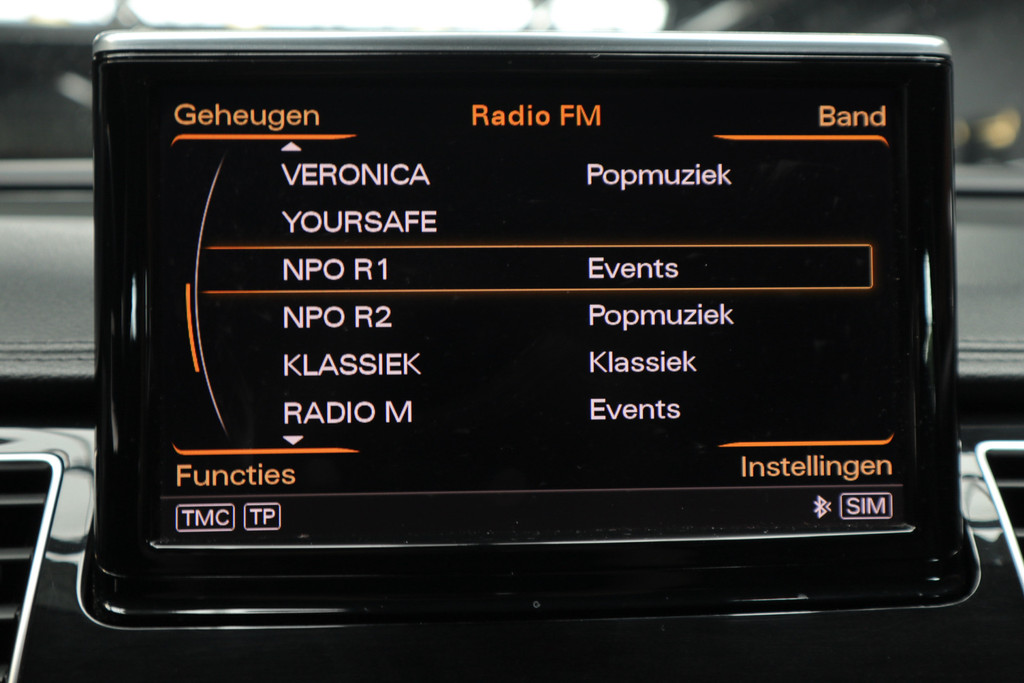 Geheugen Radio FM Band
VERONICA Popmuziek
YOURSAFE
NPO R1 Events
NPO R2 Popmuziek
KLASSIEK Klassiek
RADIO M Events
Functies Instellingen
TMC TP SIM